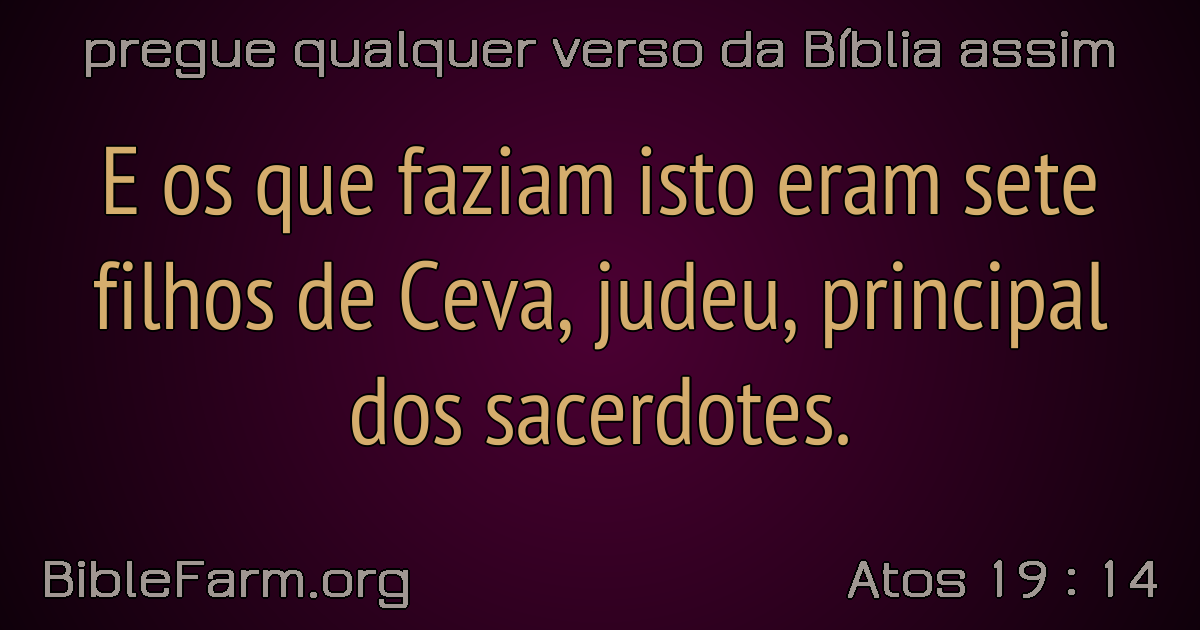 pregue qualquer verso da Bíblia assim
E os que faziam isto eram sete
filhos de Ceva, judeu, principal
dos sacerdotes.
BibleFarm.org
Atos 19 : 14